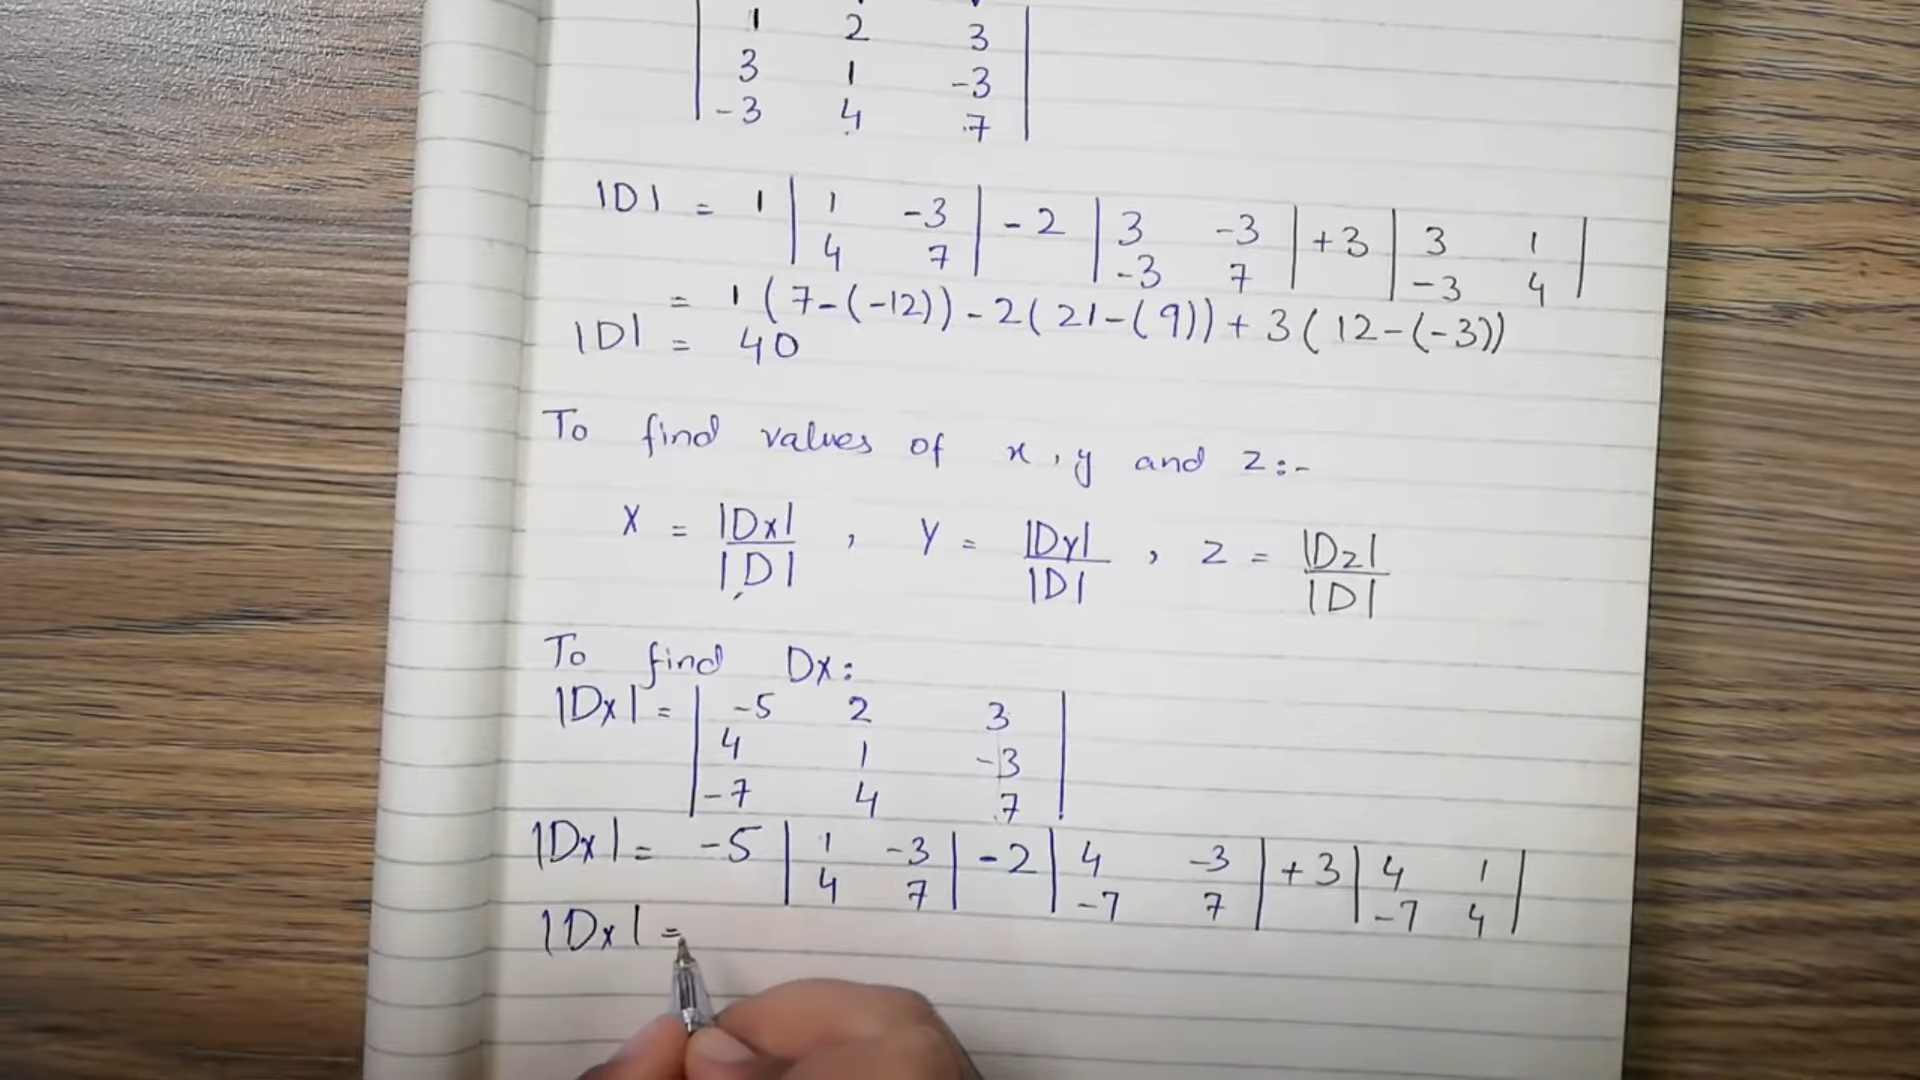 | 1 2 3 |
| 3 1 -3 |
| -3 4 7 |
|D| = 1 | 1 -3 | - 2 | 3 -3 | +3 | 3 1 |
| 4 7 | | -3 7 | | -3 4 |
= 1 (7-(-12)) - 2(21-(9)) + 3(12-(-3))
|D| = 40
To find values of x, y and z:-
X = |Dx| , Y = |Dy| , Z = |Dz|
|D| |D| |D|
To find Dx:
|Dx| = | -5 2 3 |
| 4 1 -3 |
| -7 4 7 |
|Dx| = -5 | 1 -3 | -2 | 4 -3 | +3 | 4 1 |
| 4 7 | | -7 7 | | -7 4 |
|Dx| =